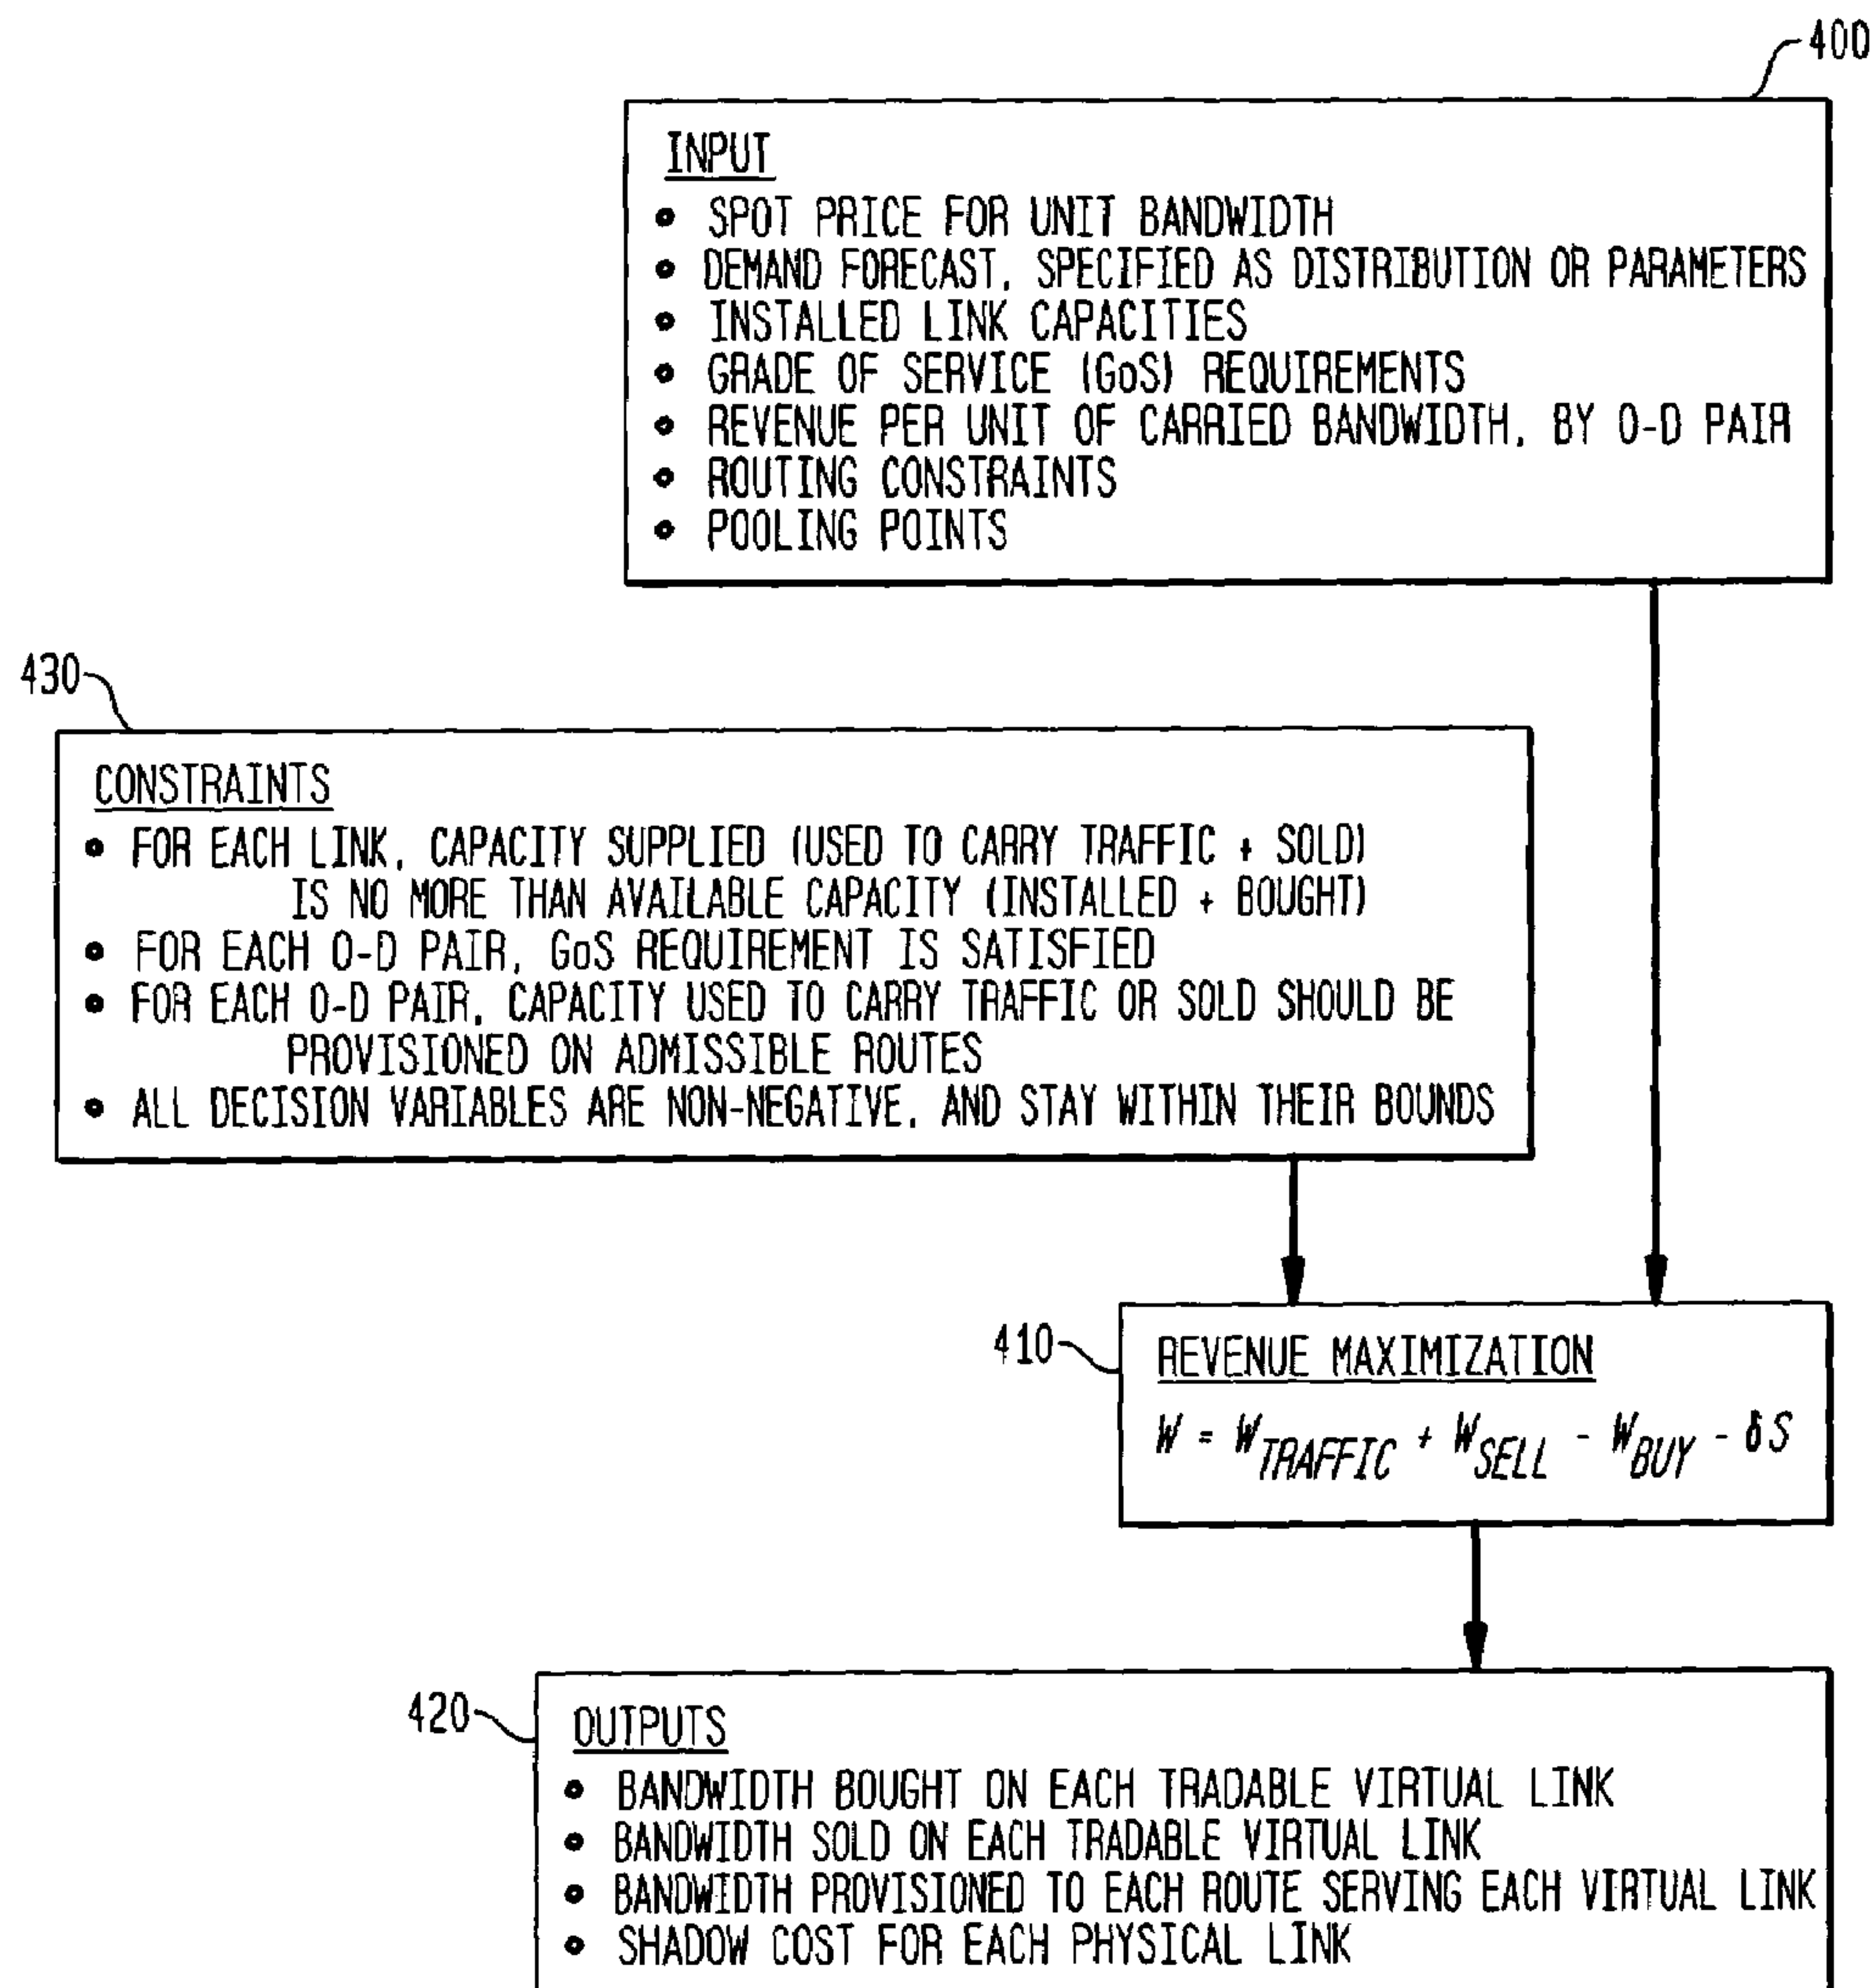 400
INPUT
• SPOT PRICE FOR UNIT BANDWIDTH
• DEMAND FORECAST, SPECIFIED AS DISTRIBUTION OR PARAMETERS
• INSTALLED LINK CAPACITIES
• GRADE OF SERVICE (GoS) REQUIREMENTS
• REVENUE PER UNIT OF CARRIED BANDWIDTH, BY O-D PAIR
• ROUTING CONSTRAINTS
• POOLING POINTS
430
CONSTRAINTS
• FOR EACH LINK, CAPACITY SUPPLIED (USED TO CARRY TRAFFIC + SOLD)
IS NO MORE THAN AVAILABLE CAPACITY (INSTALLED + BOUGHT)
• FOR EACH O-D PAIR, GoS REQUIREMENT IS SATISFIED
• FOR EACH O-D PAIR, CAPACITY USED TO CARRY TRAFFIC OR SOLD SHOULD BE
PROVISIONED ON ADMISSIBLE ROUTES
• ALL DECISION VARIABLES ARE NON-NEGATIVE, AND STAY WITHIN THEIR BOUNDS
410
REVENUE MAXIMIZATION
W = W TRAFFIC + W SELL - W BUY - δS
420
OUTPUTS
• BANDWIDTH BOUGHT ON EACH TRADABLE VIRTUAL LINK
• BANDWIDTH SOLD ON EACH TRADABLE VIRTUAL LINK
• BANDWIDTH PROVISIONED TO EACH ROUTE SERVING EACH VIRTUAL LINK
• SHADOW COST FOR EACH PHYSICAL LINK